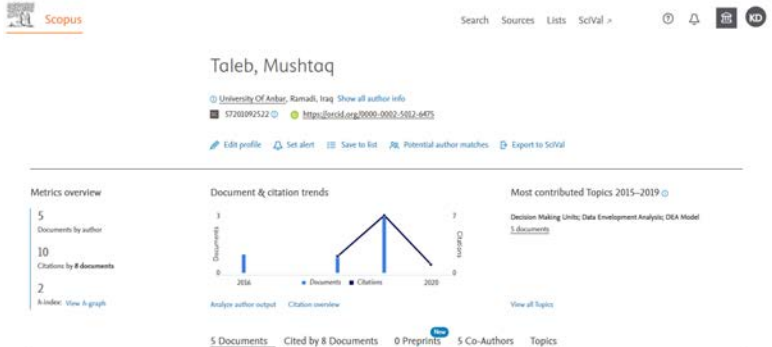 Scopus
Search Sources Lists SciVal ↗
KD
Taleb, Mushtaq
University Of Anbar, Ramadi, Iraq Show all author info
57201092522 https://orcid.org/0000-0002-5012-6475
Edit profile Set alert Save to list Potential author matches Export to SciVal
Metrics overview
5
Documents by author
10
Citations by 8 documents
2
h-index: View h-graph
Document & citation trends
3
Documents
0
7
Citations
0
2016 2020
Documents Citations
Analyze author output Citation overview
Most contributed Topics 2015–2019
Decision Making Units; Data Envelopment Analysis; DEA Model
5 documents
View all Topics
New
5 Documents Cited by 8 Documents 0 Preprints 5 Co-Authors Topics